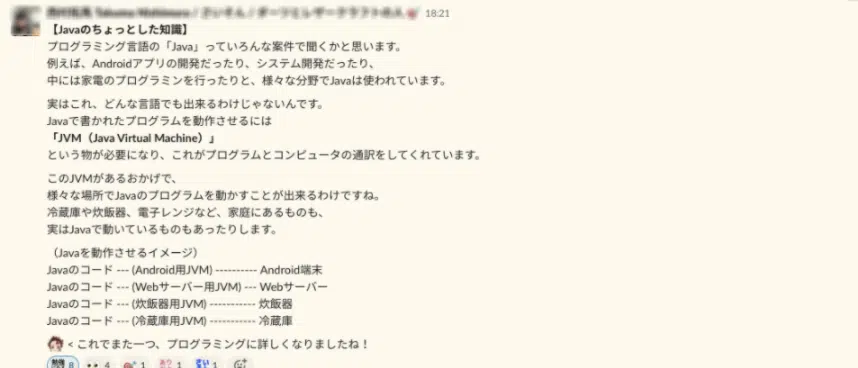 18:21
【Javaのちょっとした知識】
プログラミング言語の「Java」っていろんな案件で聞くかと思います。
例えば、Androidアプリの開発だったり、システム開発だったり、
中には家電のプログラミンを行ったりと、様々な分野でJavaは使われています。
実はこれ、どんな言語でも出来るわけじゃないんです。
Javaで書かれたプログラムを動作させるには
「JVM（Java Virtual Machine）」
という物が必要になり、これがプログラムとコンピュータの通訳をしてくれています。
このJVMがあるおかげで、
様々な場所でJavaのプログラムを動かすことが出来るわけですね。
冷蔵庫や炊飯器、電子レンジなど、家庭にあるものも、
実はJavaで動いているものもあったりします。
（Javaを動作させるイメージ）
Javaのコード --- (Android用JVM) ---------- Android端末
Javaのコード --- (Webサーバー用JVM) --- Webサーバー
Javaのコード --- (炊飯器用JVM) ----------- 炊飯器
Javaのコード --- (冷蔵庫用JVM) ----------- 冷蔵庫
< これでまた一つ、プログラミングに詳しくなりましたね！
8 4 1 1 1